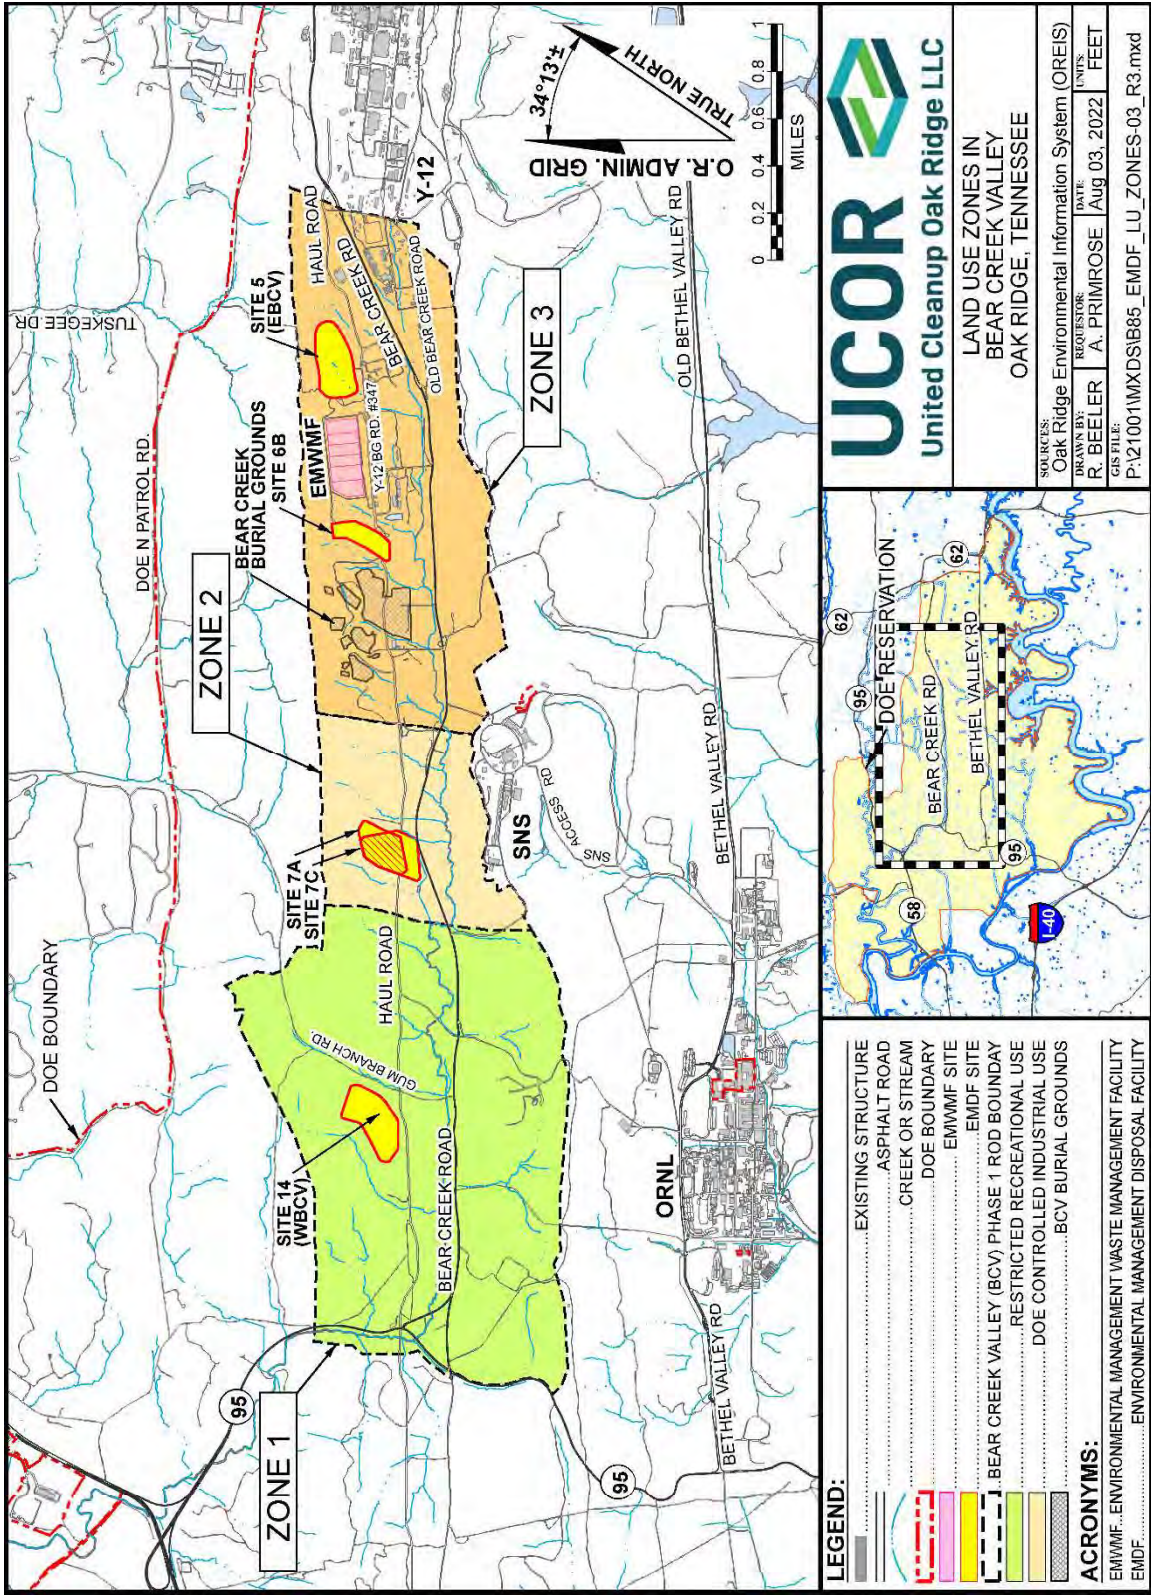 DOE BOUNDARY
DOE N PATROL RD.
TUSKEGEE DR
95
ZONE 1
ZONE 2
ZONE 3
SITE 14
(WBCV)
GUM BRANCH RD.
HAUL ROAD
BEAR CREEK ROAD
SITE 7A
SITE 7C
BEAR CREEK
BURIAL GROUNDS
SITE 6B
EMWMF
SITE 5
(EBCV)
HAUL ROAD
Y-12 BG RD. #347
BEAR CREEK RD
OLD BEAR CREEK ROAD
Y-12
SNS
SNS ACCESS RD
ORNL
95
BETHEL VALLEY RD
BETHEL VALLEY RD
OLD BETHEL VALLEY RD
34°13'±
O.R. ADMIN. GRID
TRUE NORTH
0 0.2 0.4 0.6 0.8 1
MILES
LEGEND:
EXISTING STRUCTURE
ASPHALT ROAD
CREEK OR STREAM
DOE BOUNDARY
EMWMF SITE
EMDF SITE
BEAR CREEK VALLEY (BCV) PHASE 1 ROD BOUNDAY
RESTRICTED RECREATIONAL USE
DOE CONTROLLED INDUSTRIAL USE
BCV BURIAL GROUNDS
ACRONYMS:
EMWMF...ENVIRONMENTAL MANAGEMENT WASTE MANAGEMENT FACILITY
EMDF.........ENVIRONMENTAL MANAGEMENT DISPOSAL FACILITY
62
95
DOE RESERVATION
62
BEAR CREEK RD
BETHEL VALLEY RD
58
95
I-40
UCOR
United Cleanup Oak Ridge LLC
LAND USE ZONES IN
BEAR CREEK VALLEY
OAK RIDGE, TENNESSEE
SOURCES:
Oak Ridge Environmental Information System (OREIS)
DRAWN BY: REQUESTOR: DATE: UNITS:
R. BEELER A. PRIMROSE Aug 03, 2022 FEET
GIS FILE:
P:\21001\MXDS\B85_EMDF_LU_ZONES-03_R3.mxd